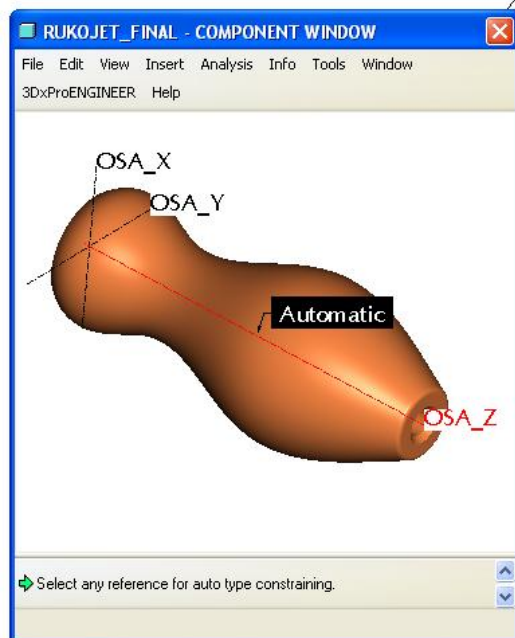 RUKOJET_FINAL - COMPONENT WINDOW
File Edit View Insert Analysis Info Tools Window
3DxProENGINEER Help
OSA_X
OSA_Y
Automatic
OSA_Z
Select any reference for auto type constraining.